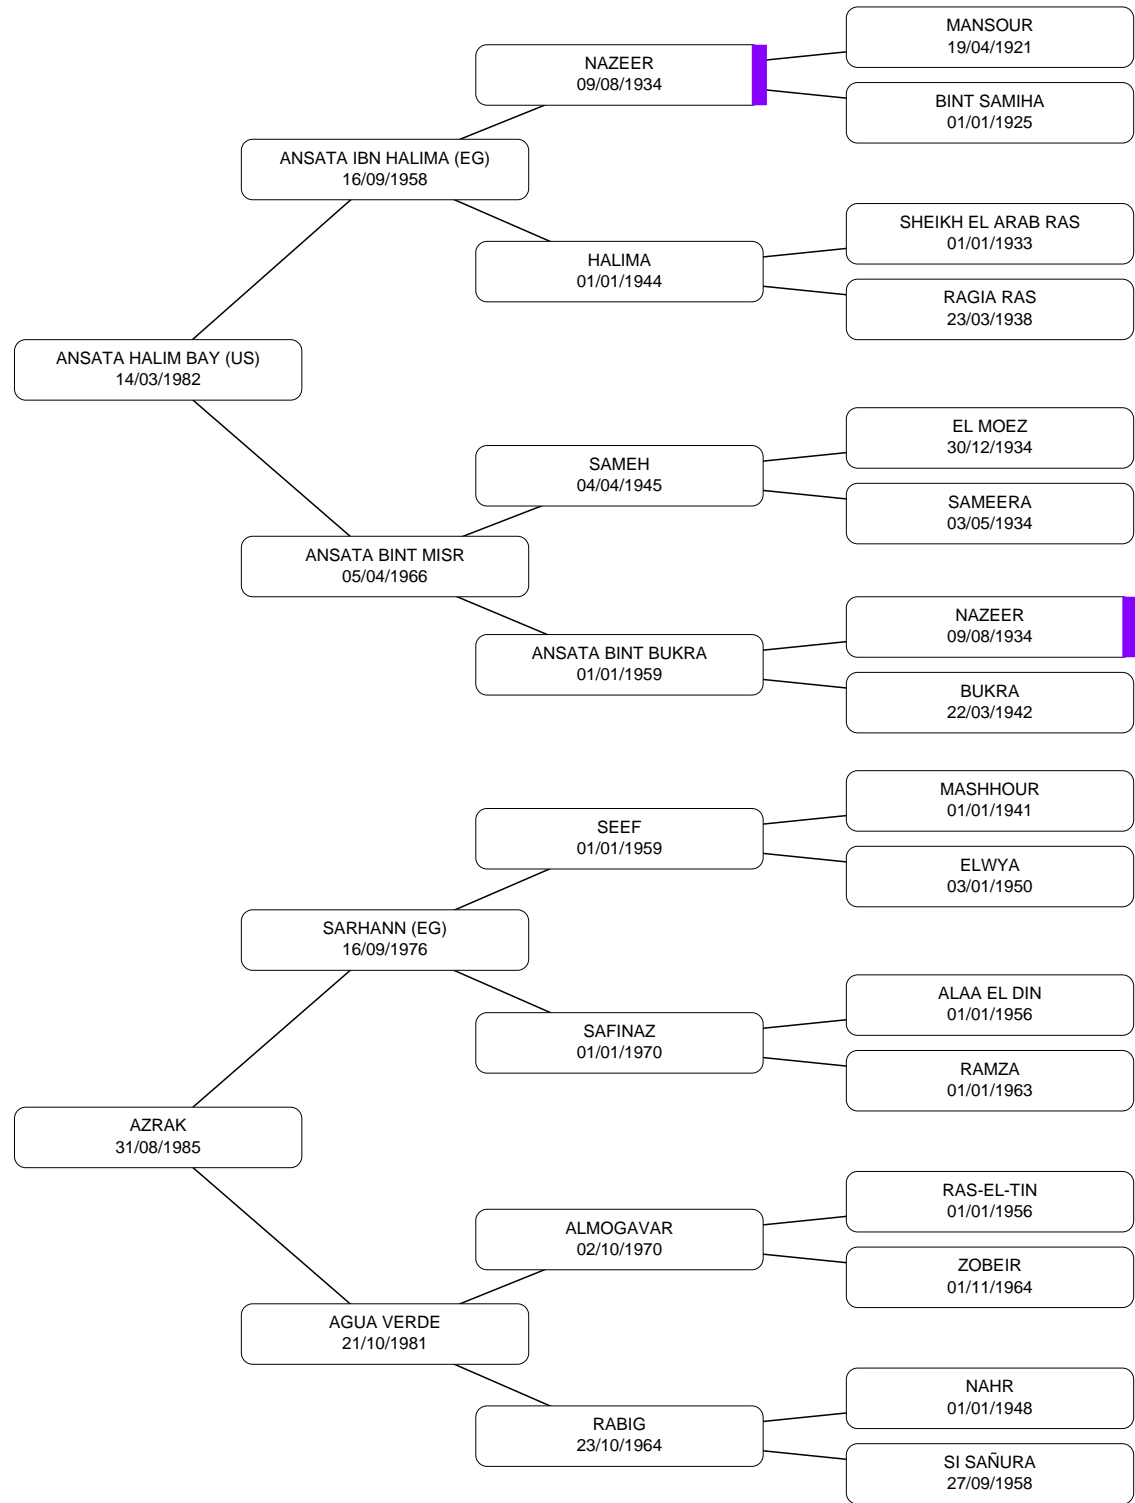 MANSOUR
19/04/1921
NAZEER
09/08/1934
BINT SAMIHA
01/01/1925
ANSATA IBN HALIMA (EG)
16/09/1958
SHEIKH EL ARAB RAS
01/01/1933
HALIMA
01/01/1944
RAGIA RAS
23/03/1938
ANSATA HALIM BAY (US)
14/03/1982
EL MOEZ
30/12/1934
SAMEH
04/04/1945
SAMEERA
03/05/1934
ANSATA BINT MISR
05/04/1966
NAZEER
09/08/1934
ANSATA BINT BUKRA
01/01/1959
BUKRA
22/03/1942
MASHHOUR
01/01/1941
SEEF
01/01/1959
ELWYA
03/01/1950
SARHANN (EG)
16/09/1976
ALAA EL DIN
01/01/1956
SAFINAZ
01/01/1970
RAMZA
01/01/1963
AZRAK
31/08/1985
RAS-EL-TIN
01/01/1956
ALMOGAVAR
02/10/1970
ZOBEIR
01/11/1964
AGUA VERDE
21/10/1981
NAHR
01/01/1948
RABIG
23/10/1964
SI SAÑURA
27/09/1958